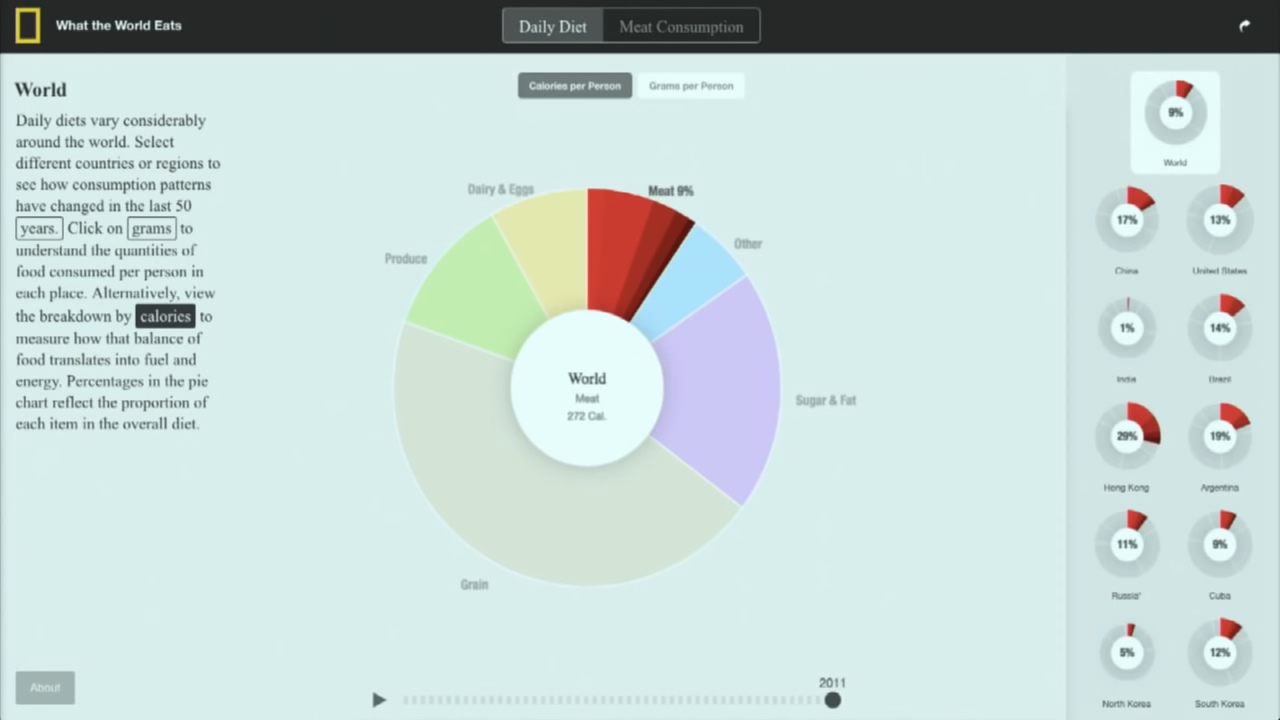 What the World Eats
Daily Diet
Meat Consumption
World
Daily diets vary considerably
around the world. Select
different countries or regions to
see how consumption patterns
have changed in the last 50
years. Click on grams to
understand the quantities of
food consumed per person in
each place. Alternatively, view
the breakdown by calories to
measure how that balance of
food translates into fuel and
energy. Percentages in the pie
chart reflect the proportion of
each item in the overall diet.
About
Calories per Person
Grams per Person
Dairy & Eggs
Meat 9%
Other
Produce
Sugar & Fat
Grain
World
Meat
272 Cal.
2011
9%
World
17%
China
13%
United States
1%
India
14%
Brazil
29%
Hong Kong
19%
Argentina
11%
Russia*
9%
Cuba
5%
North Korea
12%
South Korea